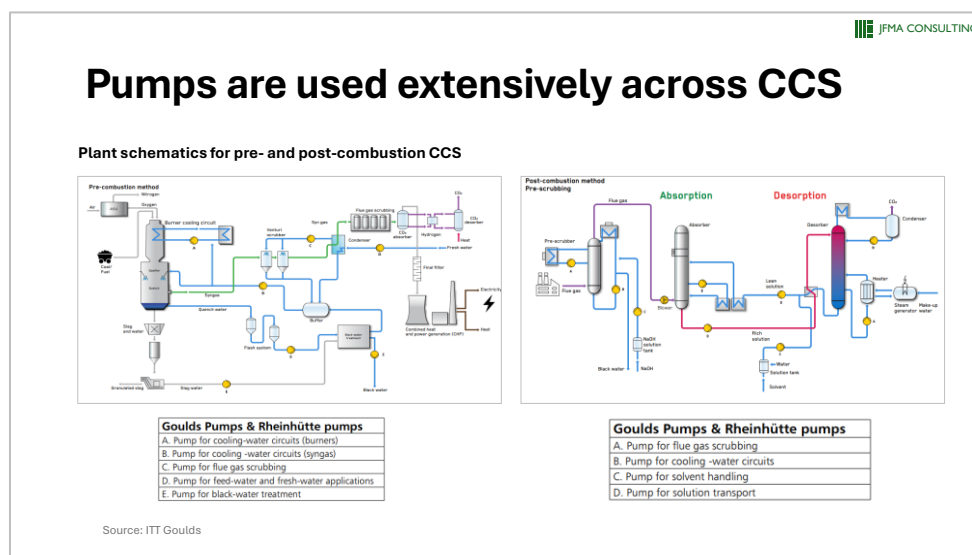 JFMA CONSULTING
Pumps are used extensively across CCS
Plant schematics for pre- and post-combustion CCS
Pre-combustion method
Nitrogen
Air
Oxygen
Burner cooling circuit
Coal/
Fuel
Syngas
Quench water
Slag
and water
Granulated slag
Slag water
Venturi
scrubber
Flue gas scrubbing
Condenser
CO₂
absorber
Hydrogen
CO₂
CO₂
desorber
Heat
Fresh water
Final filter
Buffer
Flash system
Black water
Combined heat
and power generation (CHP)
Electricity
Heat
Post-combustion method
Pre-scrubbing
Flue gas
Absorption
Desorption
Pre-scrubber
Flue gas
Absorber
Blower
Black water
NaOH
NaOH
solution
tank
Lean
solution
Rich
solution
Water
Solution tank
Solvent
Desorber
CO₂
Condenser
Heater
Steam
generator
Make-up
water
Goulds Pumps & Rheinhütte pumps
A. Pump for cooling-water circuits (burners)
B. Pump for cooling -water circuits (syngas)
C. Pump for flue gas scrubbing
D. Pump for feed-water and fresh-water applications
E. Pump for black-water treatment
Goulds Pumps & Rheinhütte pumps
A. Pump for flue gas scrubbing
B. Pump for cooling -water circuits
C. Pump for solvent handling
D. Pump for solution transport
Source: ITT Goulds